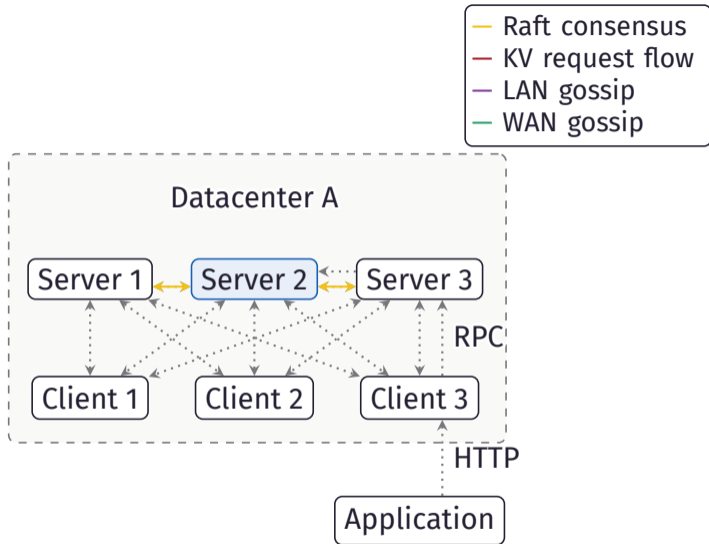 Raft consensus
KV request flow
LAN gossip
WAN gossip
Datacenter A
Server 1
Server 2
Server 3
RPC
Client 1
Client 2
Client 3
HTTP
Application